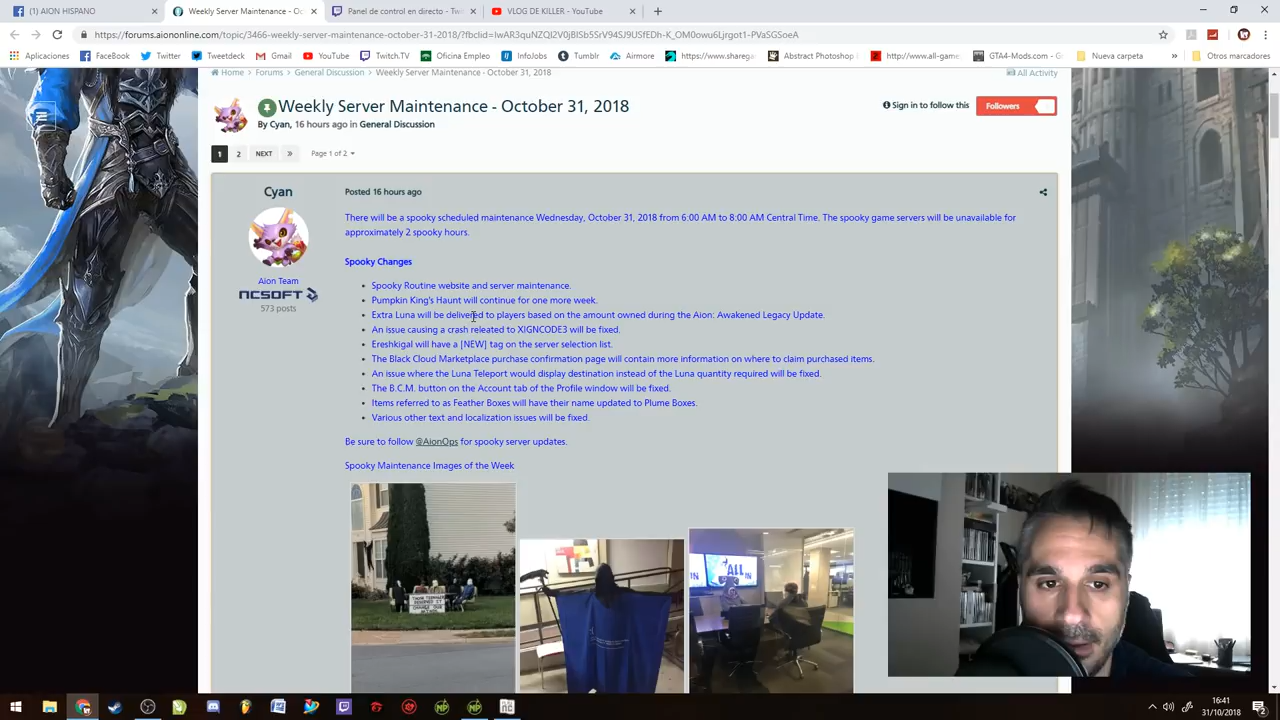 (1) AION HISPANO
Weekly Server Maintenance - Oc
Panel de control en directo - Twi
VLOG DE KILLER - YouTube
https://forums.aiononline.com/topic/3466-weekly-server-maintenance-october-31-2018/?fbclid=
Aplicaciones FaceBook Twitter Tweetdeck Gmail YouTube Twitch.TV Oficina Empleo InfoJobs Tumblr Airmore https://www.sharega Abstract Photoshop http://www.all-game. GTA4-Mods.com - G Nueva carpeta » Otros marcadores
Home › Forums › General Discussion › Weekly Server Maintenance - October 31, 2018
All Activity
Weekly Server Maintenance - October 31, 2018
Sign in to follow this
Followers
By Cyan, 16 hours ago in General Discussion
1 2 NEXT » Page 1 of 2
Cyan
Posted 16 hours ago
There will be a spooky scheduled maintenance Wednesday, October 31, 2018 from 6:00 AM to 8:00 AM Central Time. The spooky game servers will be unavailable for
approximately 2 spooky hours.
Spooky Changes
Aion Team
NCSOFT
573 posts
• Spooky Routine website and server maintenance.
• Pumpkin King's Haunt will continue for one more week.
• Extra Luna will be delivered to players based on the amount owned during the Aion: Awakened Legacy Update.
• An issue causing a crash releated to XIGNCODE3 will be fixed.
• Ereshkigal will have a [NEW] tag on the server selection list.
• The Black Cloud Marketplace purchase confirmation page will contain more information on where to claim purchased items.
• An issue where the Luna Teleport would display destination instead of the Luna quantity required will be fixed.
• The B.C.M. button on the Account tab of the Profile window will be fixed.
• Items referred to as Feather Boxes will have their name updated to Plume Boxes.
• Various other text and localization issues will be fixed.
Be sure to follow @AionOps for spooky server updates.
Spooky Maintenance Images of the Week
16:41
31/10/2018